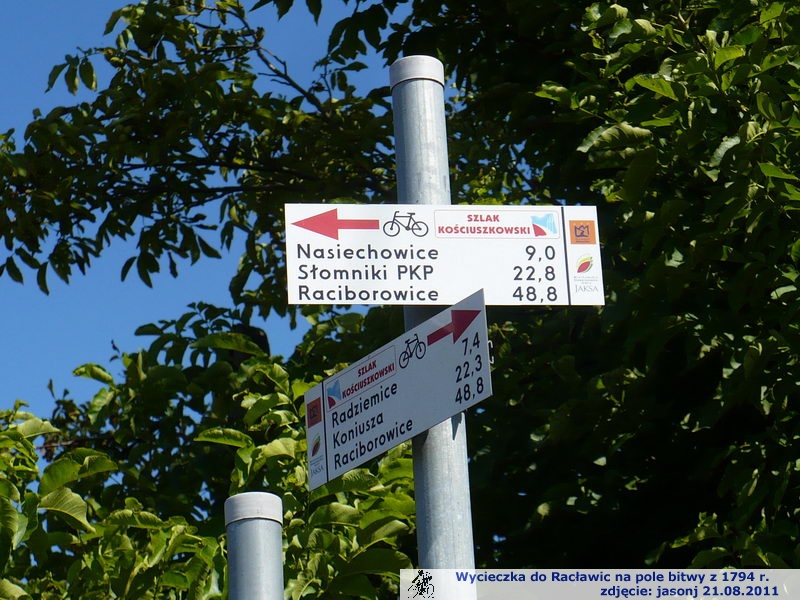 SZLAK
KOŚCIUSZKOWSKI
Nasiechowice 9,0
Słomniki PKP 22,8
Raciborowice 48,8
JAKSA
SZLAK
KOŚCIUSZKOWSKI
Radziemice 7,4
Koniusza 22,3
Raciborowice 48,8
JAKSA
Wycieczka do Racławic na pole bitwy z 1794 r.
zdjęcie: jasonj 21.08.2011